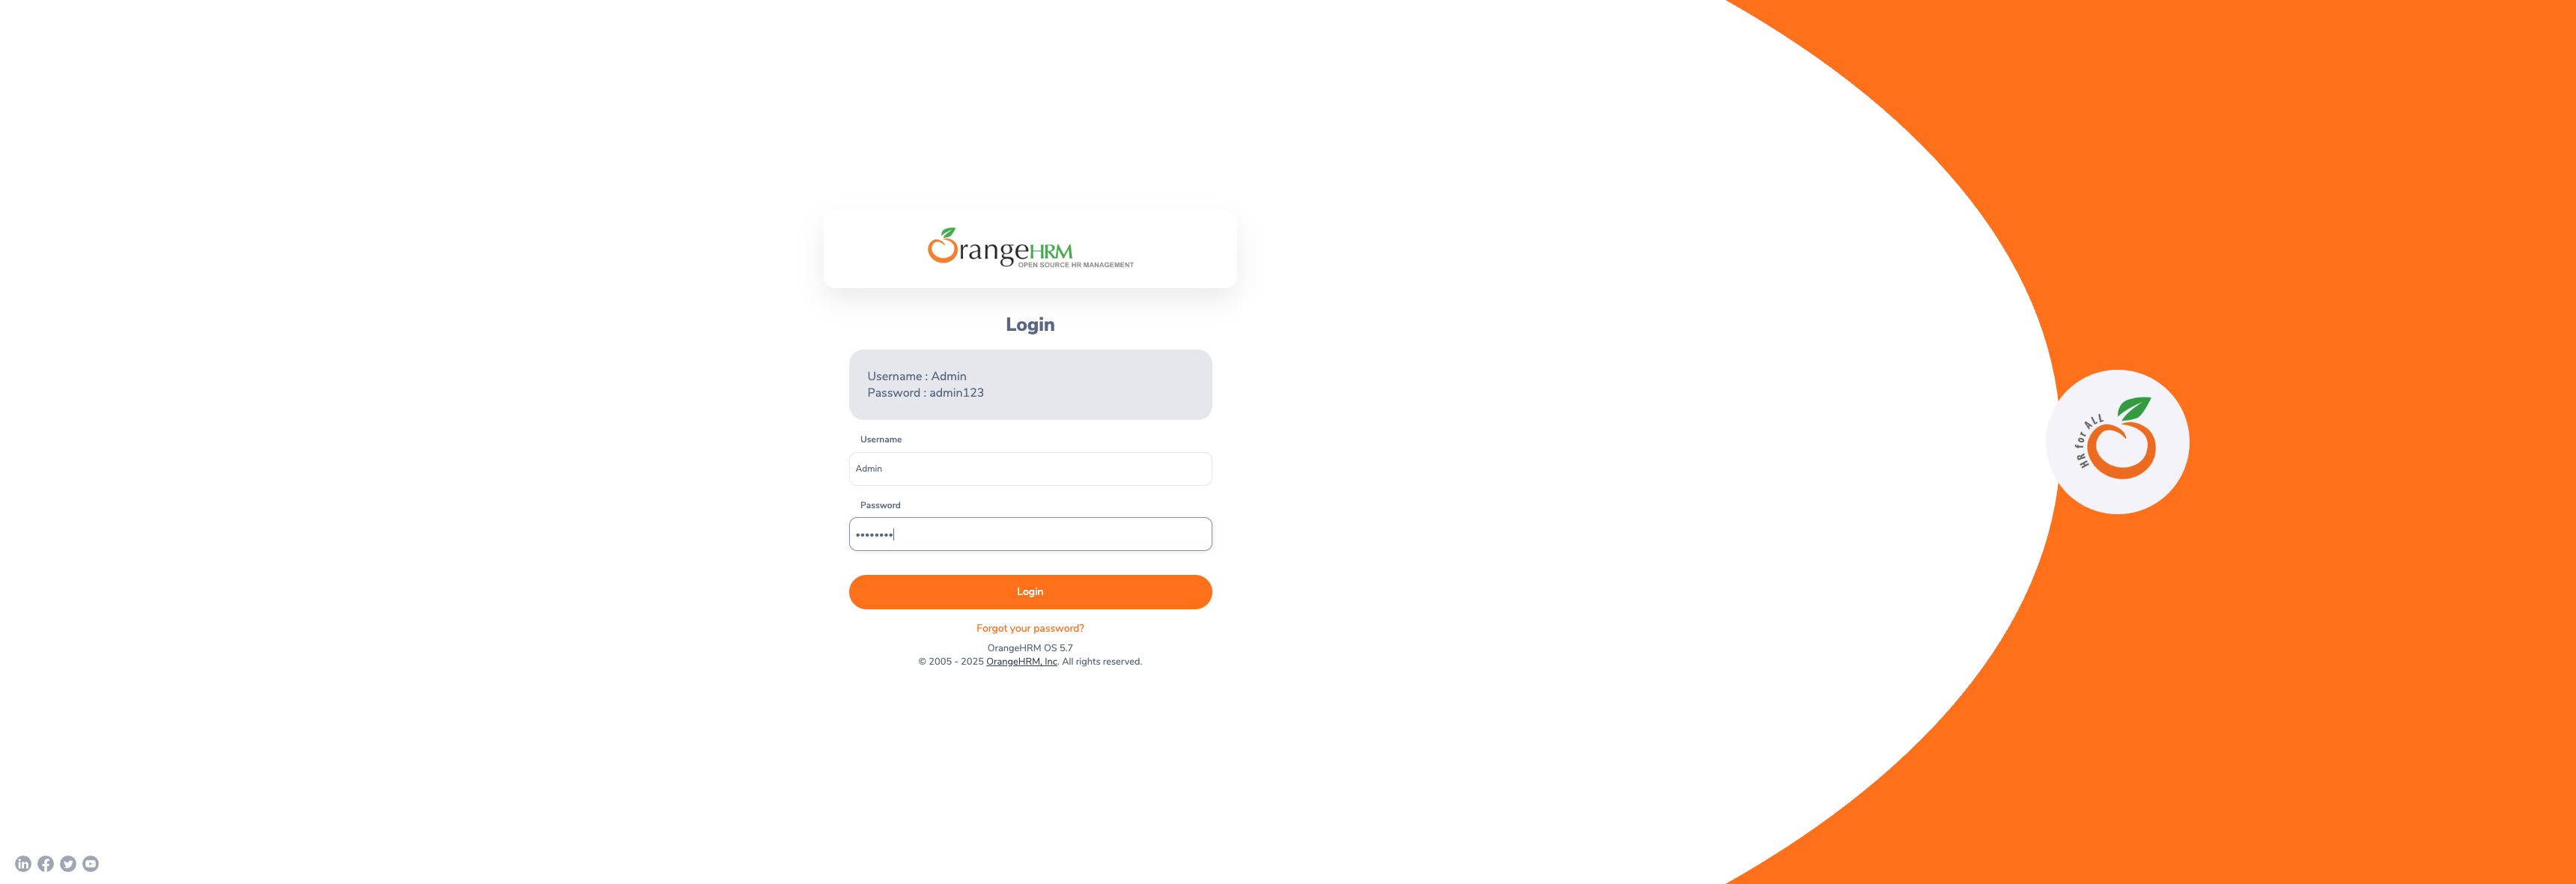 OrangeHRM
OPEN SOURCE HR MANAGEMENT
Login
Username : Admin
Password : admin123
Username
Admin
Password
••••••••
Login
Forgot your password?
OrangeHRM OS 5.7
© 2005 - 2025 OrangeHRM, Inc. All rights reserved.
HR for ALL